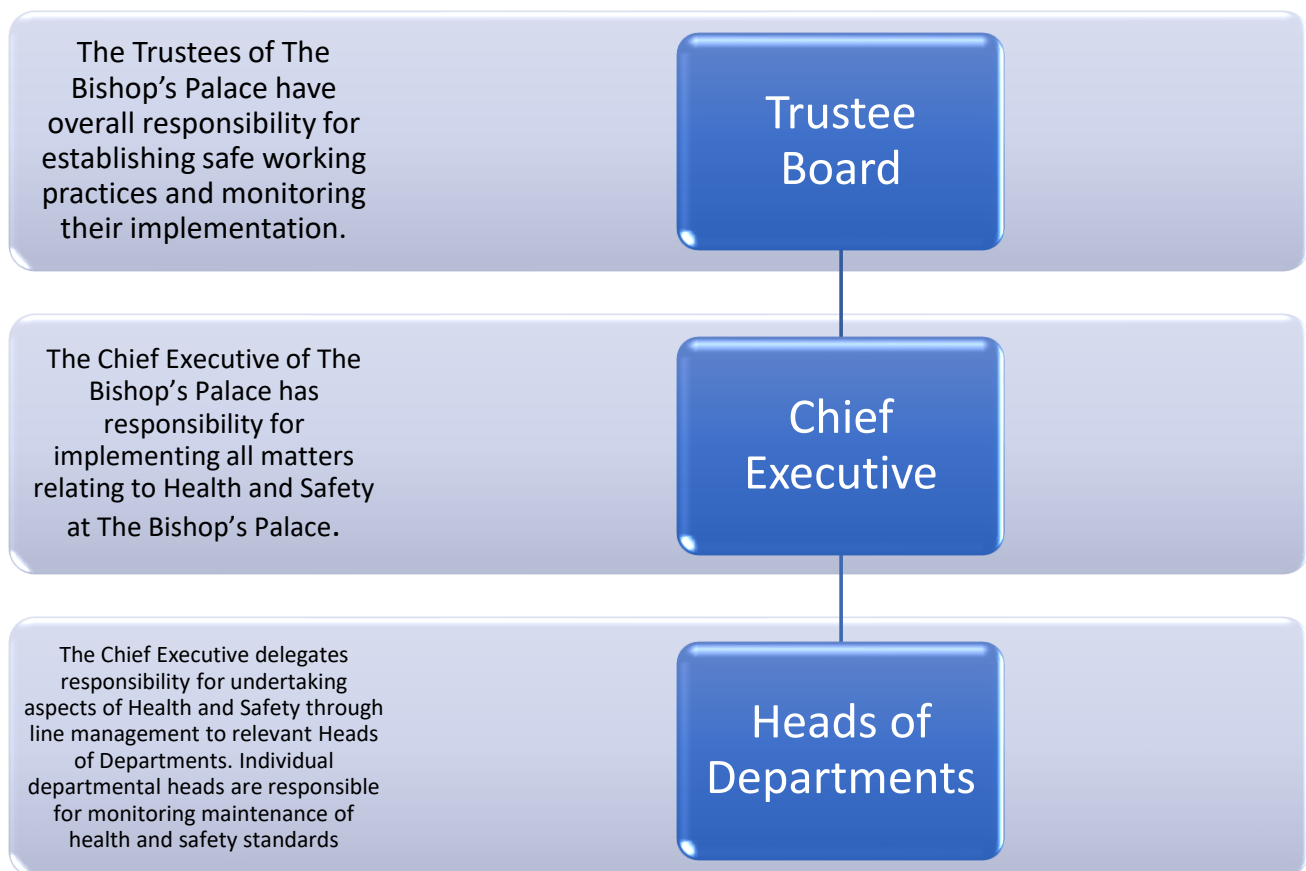 The Trustees of The
Bishop’s Palace have
overall responsibility for
establishing safe working
practices and monitoring
their implementation.
Trustee
Board
The Chief Executive of The
Bishop’s Palace has
responsibility for
implementing all matters
relating to Health and Safety
at The Bishop’s Palace.
Chief
Executive
The Chief Executive delegates
responsibility for undertaking
aspects of Health and Safety through
line management to relevant Heads
of Departments. Individual
departmental heads are responsible
for monitoring maintenance of
health and safety standards
Heads of
Departments